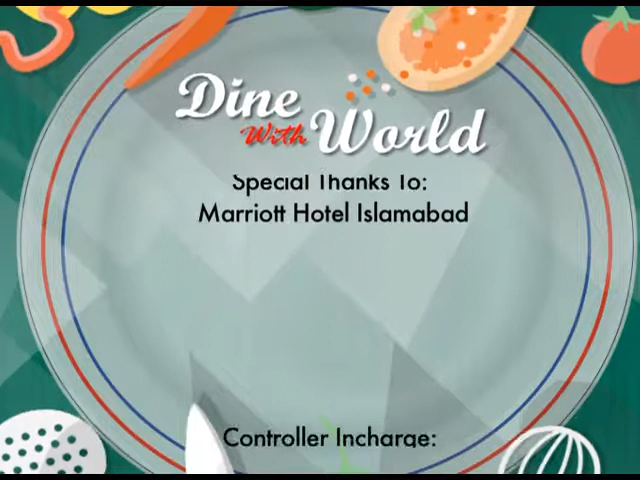 Dine
With World
Special Thanks To:
Marriott Hotel Islamabad
Controller Incharge: